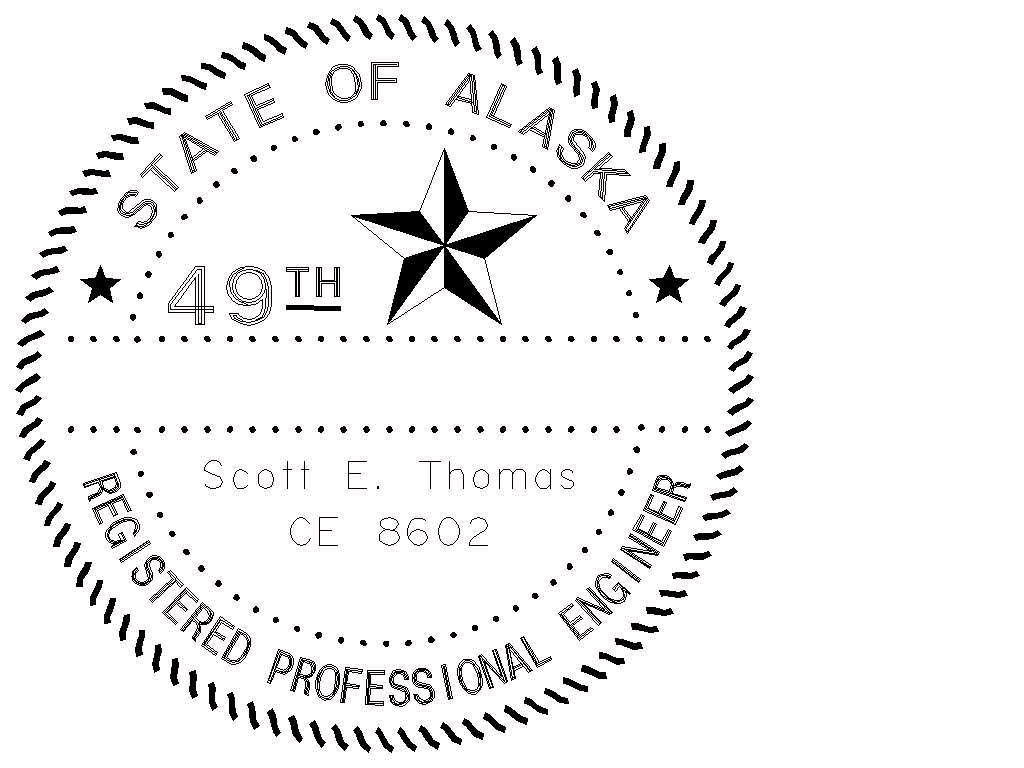 STATE OF ALASKA
49TH
Scott E. Thomas
CE 8602
REGISTERED PROFESSIONAL ENGINEER